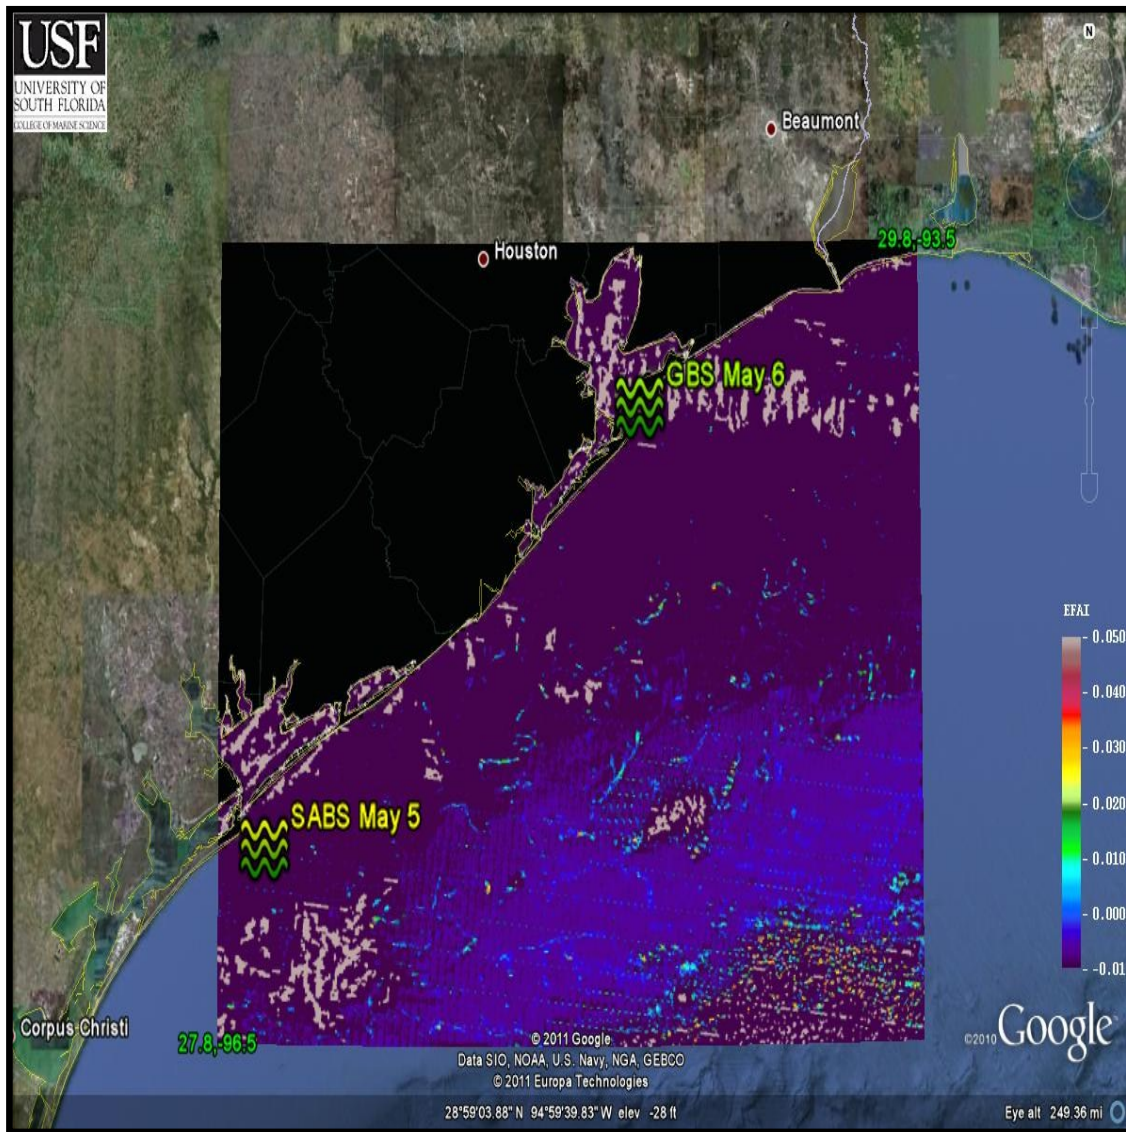 USF
UNIVERSITY OF
SOUTH FLORIDA
COLLEGE OF MARINE SCIENCE
N
Beaumont
29.8,-93.5
Houston
GBS May 6
EFAI
0.050
0.040
0.030
0.020
0.010
0.000
-0.01
SABS May 5
Corpus Christi
27.8,-96.5
© 2011 Google
Data SIO, NOAA, U.S. Navy, NGA, GEBCO
© 2011 Europa Technologies
©2010 Google
28°59'03.88" N 94°59'39.83" W elev -28 ft
Eye alt 249.36 mi